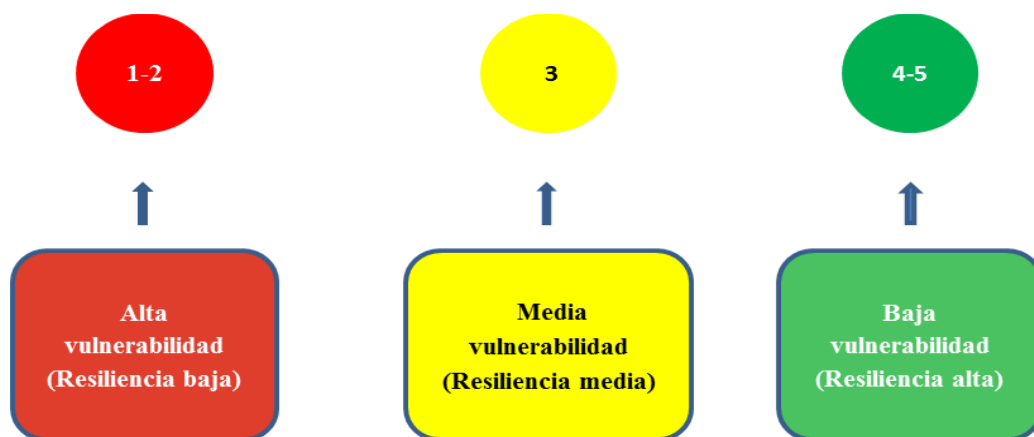 1-2
3
4-5
Alta
vulnerabilidad
(Resiliencia baja)
Media
vulnerabilidad
(Resiliencia media)
Baja
vulnerabilidad
(Resiliencia alta)